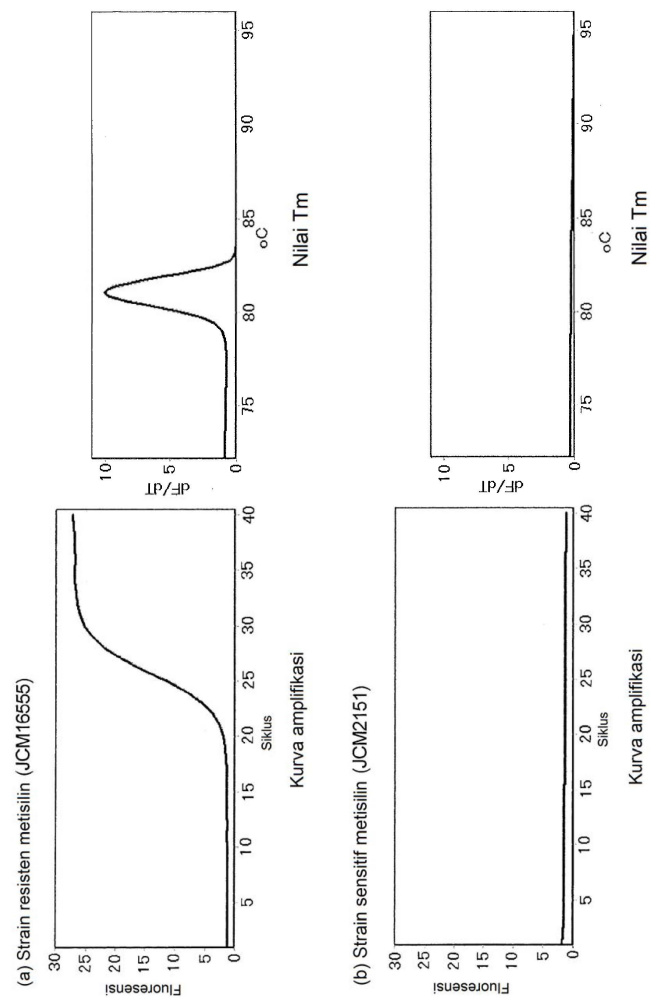 (a) Strain resisten metisilin (JCM16555)
Fluoresensi
30
25
20
15
10
5
0
5 10 15 20 25 30 35 40
Siklus
Kurva amplifikasi
dF/dT
10
5
0
75 80 85 90 95
oC
Nilai Tm
(b) Strain sensitif metisilin (JCM2151)
Fluoresensi
30
25
20
15
10
5
0
5 10 15 20 25 30 35 40
Siklus
Kurva amplifikasi
dF/dT
10
5
0
75 80 85 90 95
oC
Nilai Tm